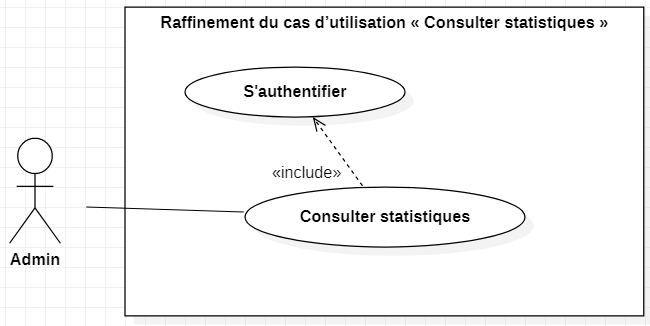 Raffinement du cas d’utilisation « Consulter statistiques »
S'authentifier
«include»
Consulter statistiques
Admin